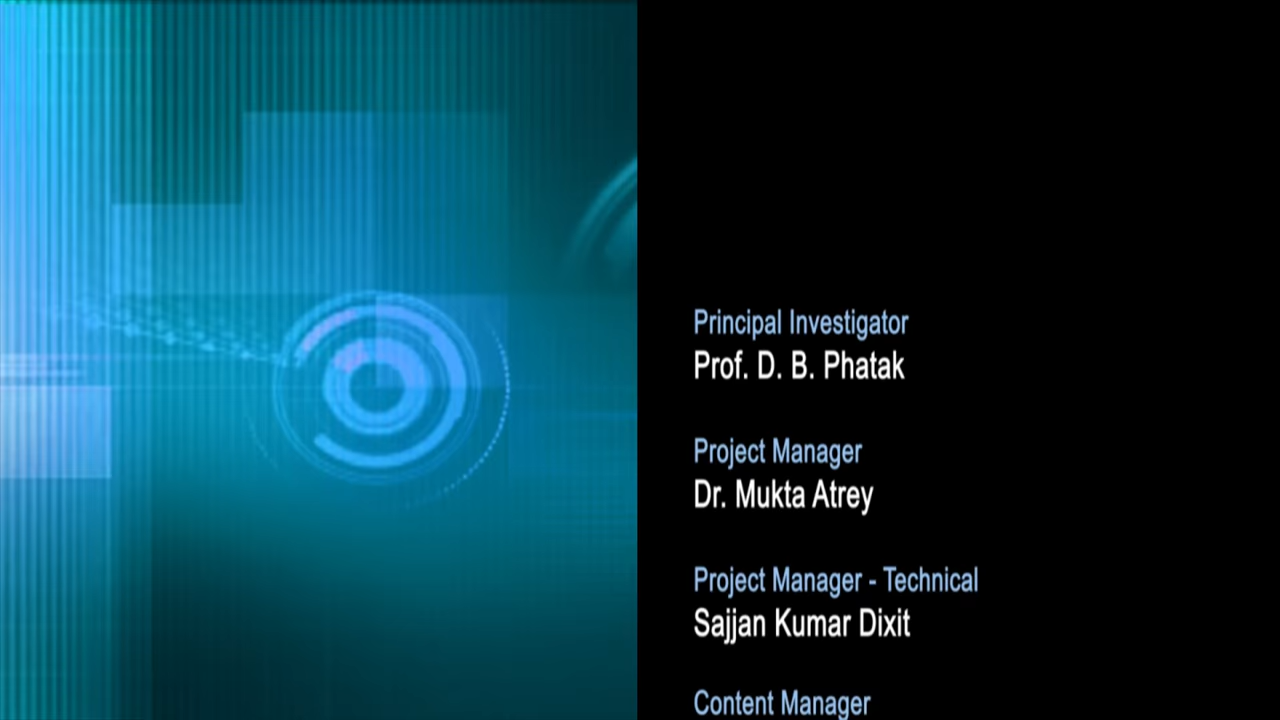 Principal Investigator
Prof. D. B. Phatak
Project Manager
Dr. Mukta Atrey
Project Manager - Technical
Sajjan Kumar Dixit
Content Manager